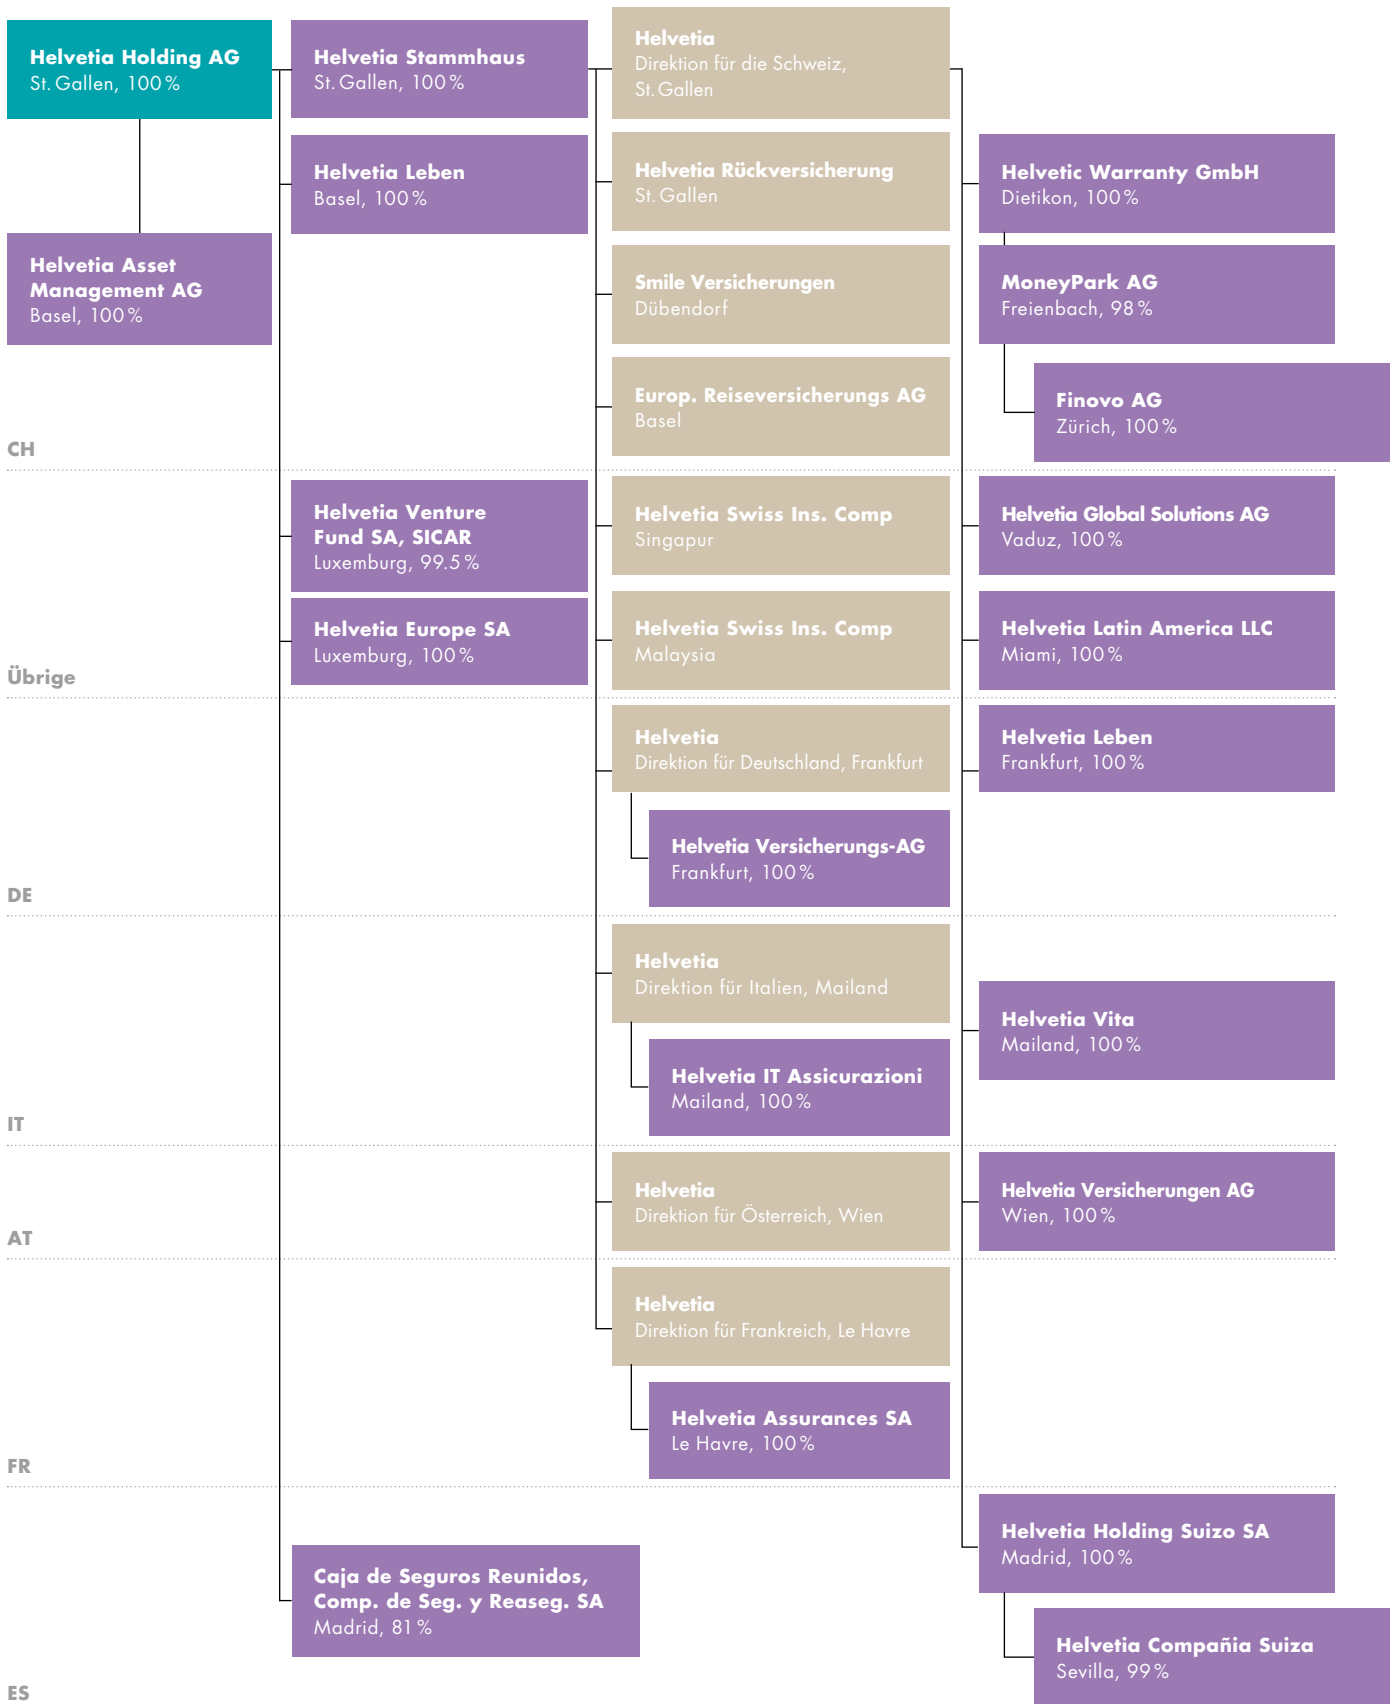 Helvetia Holding AG
St. Gallen, 100 %
Helvetia Asset
Management AG
Basel, 100 %
Helvetia Stammhaus
St. Gallen, 100 %
Helvetia Leben
Basel, 100 %
Helvetia
Direktion für die Schweiz,
St. Gallen
Helvetia Rückversicherung
St. Gallen
Smile Versicherungen
Dübendorf
Europ. Reiseversicherungs AG
Basel
Helvetic Warranty GmbH
Dietikon, 100 %
MoneyPark AG
Freienbach, 98 %
Finovo AG
Zürich, 100 %
CH
Helvetia Venture
Fund SA, SICAR
Luxemburg, 99.5 %
Helvetia Europe SA
Luxemburg, 100 %
Helvetia Swiss Ins. Comp
Singapur
Helvetia Swiss Ins. Comp
Malaysia
Helvetia Global Solutions AG
Vaduz, 100 %
Helvetia Latin America LLC
Miami, 100 %
Übrige
Helvetia
Direktion für Deutschland, Frankfurt
Helvetia Versicherungs-AG
Frankfurt, 100 %
Helvetia Leben
Frankfurt, 100 %
DE
Helvetia
Direktion für Italien, Mailand
Helvetia IT Assicurazioni
Mailand, 100 %
Helvetia Vita
Mailand, 100 %
IT
Helvetia
Direktion für Österreich, Wien
Helvetia Versicherungen AG
Wien, 100 %
AT
Helvetia
Direktion für Frankreich, Le Havre
Helvetia Assurances SA
Le Havre, 100 %
FR
Caja de Seguros Reunidos,
Comp. de Seg. y Reaseg. SA
Madrid, 81 %
Helvetia Holding Suizo SA
Madrid, 100 %
Helvetia Compañia Suiza
Sevilla, 99 %
ES